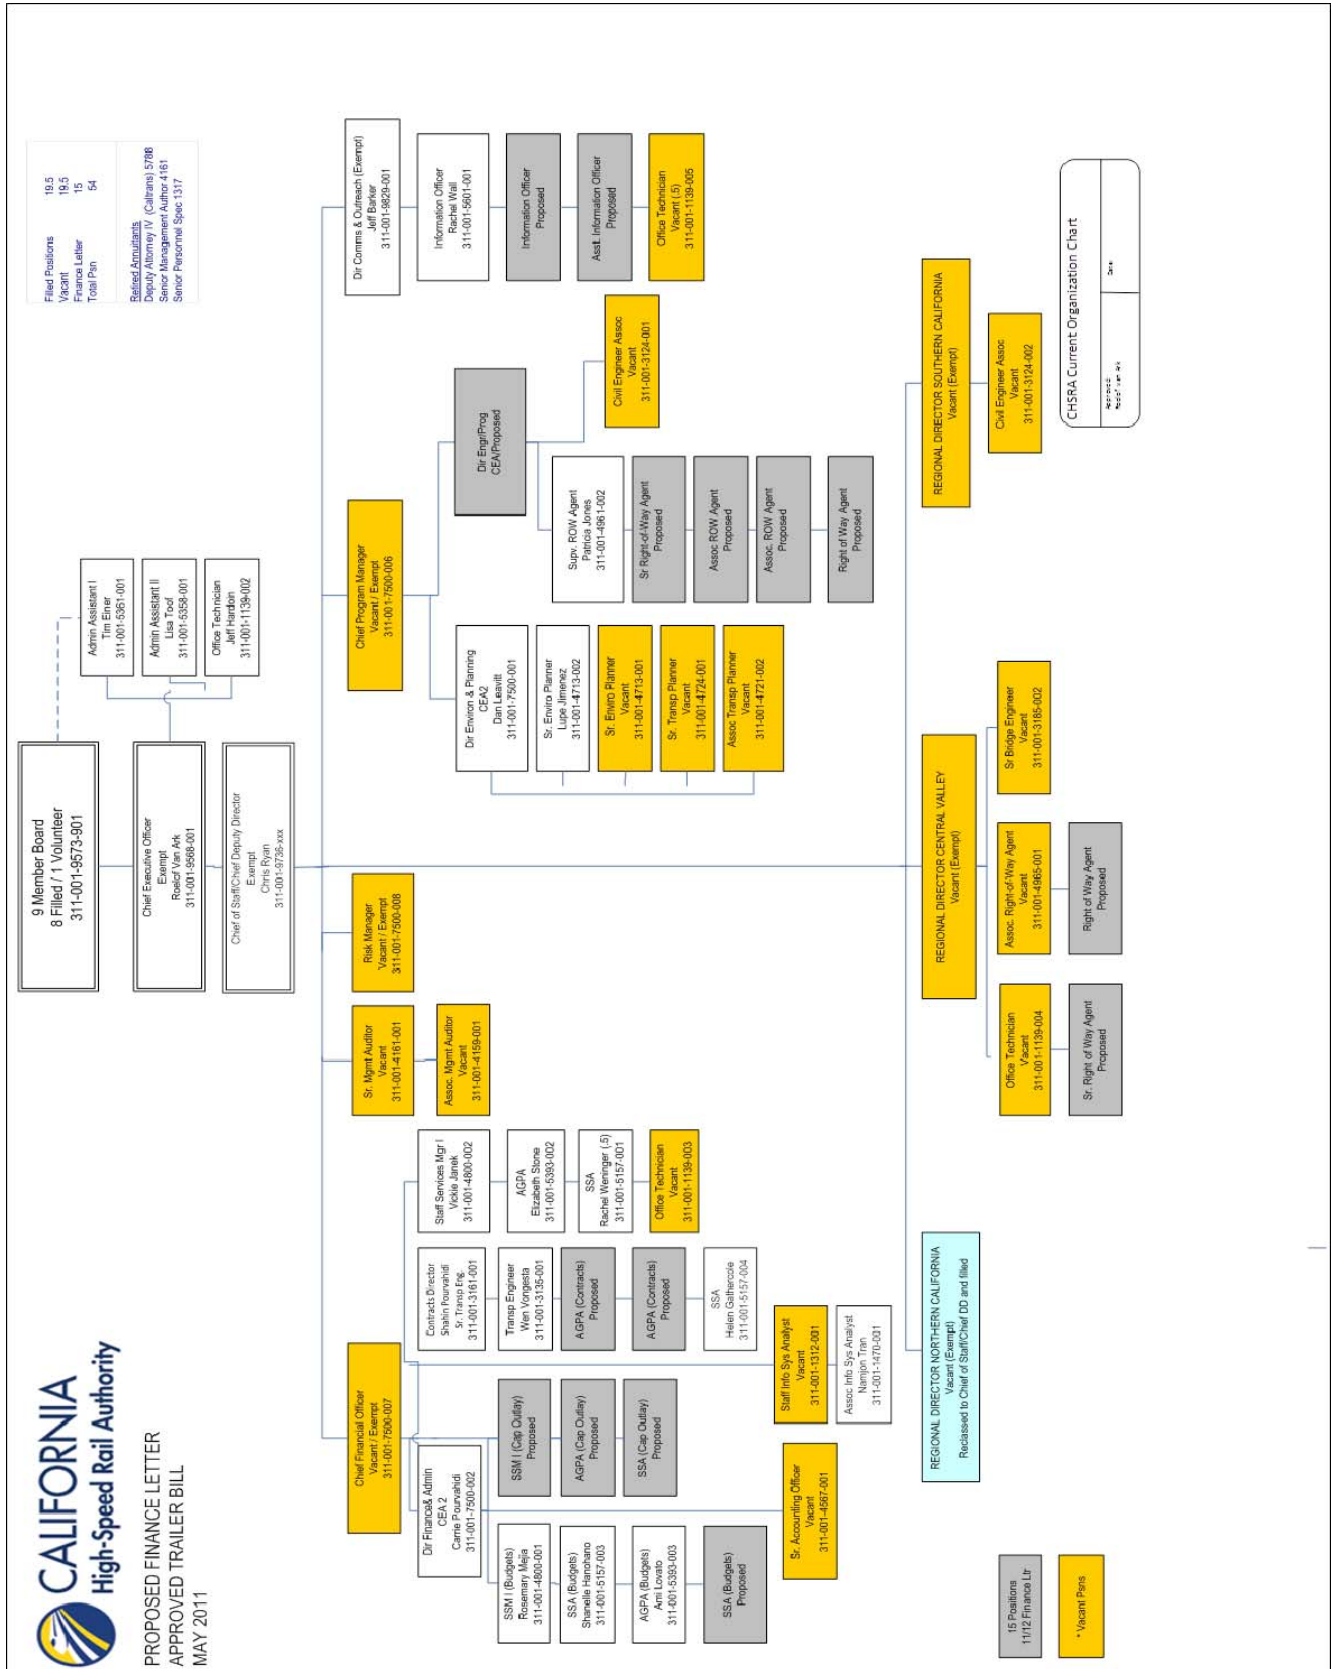 CALIFORNIA
High-Speed Rail Authority
PROPOSED FINANCE LETTER
APPROVED TRAILER BILL
MAY 2011
9 Member Board
8 Filled / 1 Volunteer
311-001-9573-901
Filled Positions 19.5
Vacant 19.5
Finance Letter 15
Total Psn 54
Retired Annuitants
Deputy Attorney IV (Caltrans) 5788
Senior Management Author 4161
Senior Personnel Spec 1317
Admin Assistant I
Tim Einer
311-001-5361-001
Admin Assistant II
Lisa Toof
311-001-5358-001
Office Technician
Jeff Hardoin
311-001-1139-002
Chief Executive Officer
Exempt
Roelof Van Ark
311-001-9568-001
Chief of Staff/Chief Deputy Director
Exempt
Chris Ryan
311-001-9736-xxx
Chief Financial Officer
Vacant / Exempt
311-001-7500-007
Sr. Mgmt Auditor
Vacant
311-001-4161-001
Assoc. Mgmt Auditor
Vacant
311-001-4159-001
Risk Manager
Vacant / Exempt
311-001-7500-008
Chief Program Manager
Vacant / Exempt
311-001-7500-006
Dir Comms & Outreach (Exempt)
Jeff Barker
311-001-9829-001
Information Officer
Rachel Wall
311-001-5601-001
Information Officer
Proposed
Asst. Information Officer
Proposed
Office Technician
Vacant (.5)
311-001-1139-005
Dir Finance& Admin
CEA 2
Carrie Pourvahidi
311-001-7500-002
SSM I (Budgets)
Rosemary Mejia
311-001-4800-001
SSA (Budgets)
Shanelle Hanohano
311-001-5157-003
AGPA (Budgets)
Ami Lovato
311-001-5393-003
SSA (Budgets)
Proposed
SSM I (Cap Outlay)
Proposed
AGPA (Cap Outlay)
Proposed
SSA (Cap Outlay)
Proposed
Sr. Accounting Officer
Vacant
311-001-4567-001
Contracts Director
Shahin Pourvahidi
Sr. Transp Eng.
311-001-3161-001
Transp Engineer
Wen Vongesta
311-001-3135-001
AGPA (Contracts)
Proposed
AGPA (Contracts)
Proposed
SSA
Helen Gathercole
311-001-5157-004
Staff Info Sys Analyst
Vacant
311-001-1312-001
Assoc Info Sys Analyst
Namjon Tran
311-001-1470-001
Staff Services Mgr I
Vickie Janek
311-001-4800-002
AGPA
Elizabeth Stone
311-001-5393-002
SSA
Rachel Weninger (.5)
311-001-5157-001
Office Technician
Vacant
311-001-1139-003
Dir Environ & Planning
CEA2
Dan Leavitt
311-001-7500-001
Sr. Enviro Planner
Lupe Jimenez
311-001-4713-002
Sr. Enviro Planner
Vacant
311-001-4713-001
Sr. Transp Planner
Vacant
311-001-4724-001
Assoc Transp Planner
Vacant
311-001-4721-002
Dir Engr/Prog
CEA/Proposed
Supv. ROW Agent
Patricia Jones
311-001-4961-002
Sr Right-of-Way Agent
Proposed
Assoc ROW Agent
Proposed
Assoc. ROW Agent
Proposed
Right of Way Agent
Proposed
Civil Engineer Assoc
Vacant
311-001-3124-001
REGIONAL DIRECTOR NORTHERN CALIFORNIA
Vacant (Exempt)
Reclassed to Chief of Staff/Chief DD and filled
REGIONAL DIRECTOR CENTRAL VALLEY
Vacant (Exempt)
Office Technician
Vacant
311-001-1139-004
Sr. Right of Way Agent
Proposed
Assoc. Right-of-Way Agent
Vacant
311-001-4965-001
Right of Way Agent
Proposed
Sr Bridge Engineer
Vacant
311-001-3185-002
REGIONAL DIRECTOR SOUTHERN CALIFORNIA
Vacant (Exempt)
Civil Engineer Assoc
Vacant
311-001-3124-002
15 Positions
11/12 Finance Ltr
* Vacant Psns
CHSRA Current Organization Chart
Approved:
Roelof van Ark
Date: